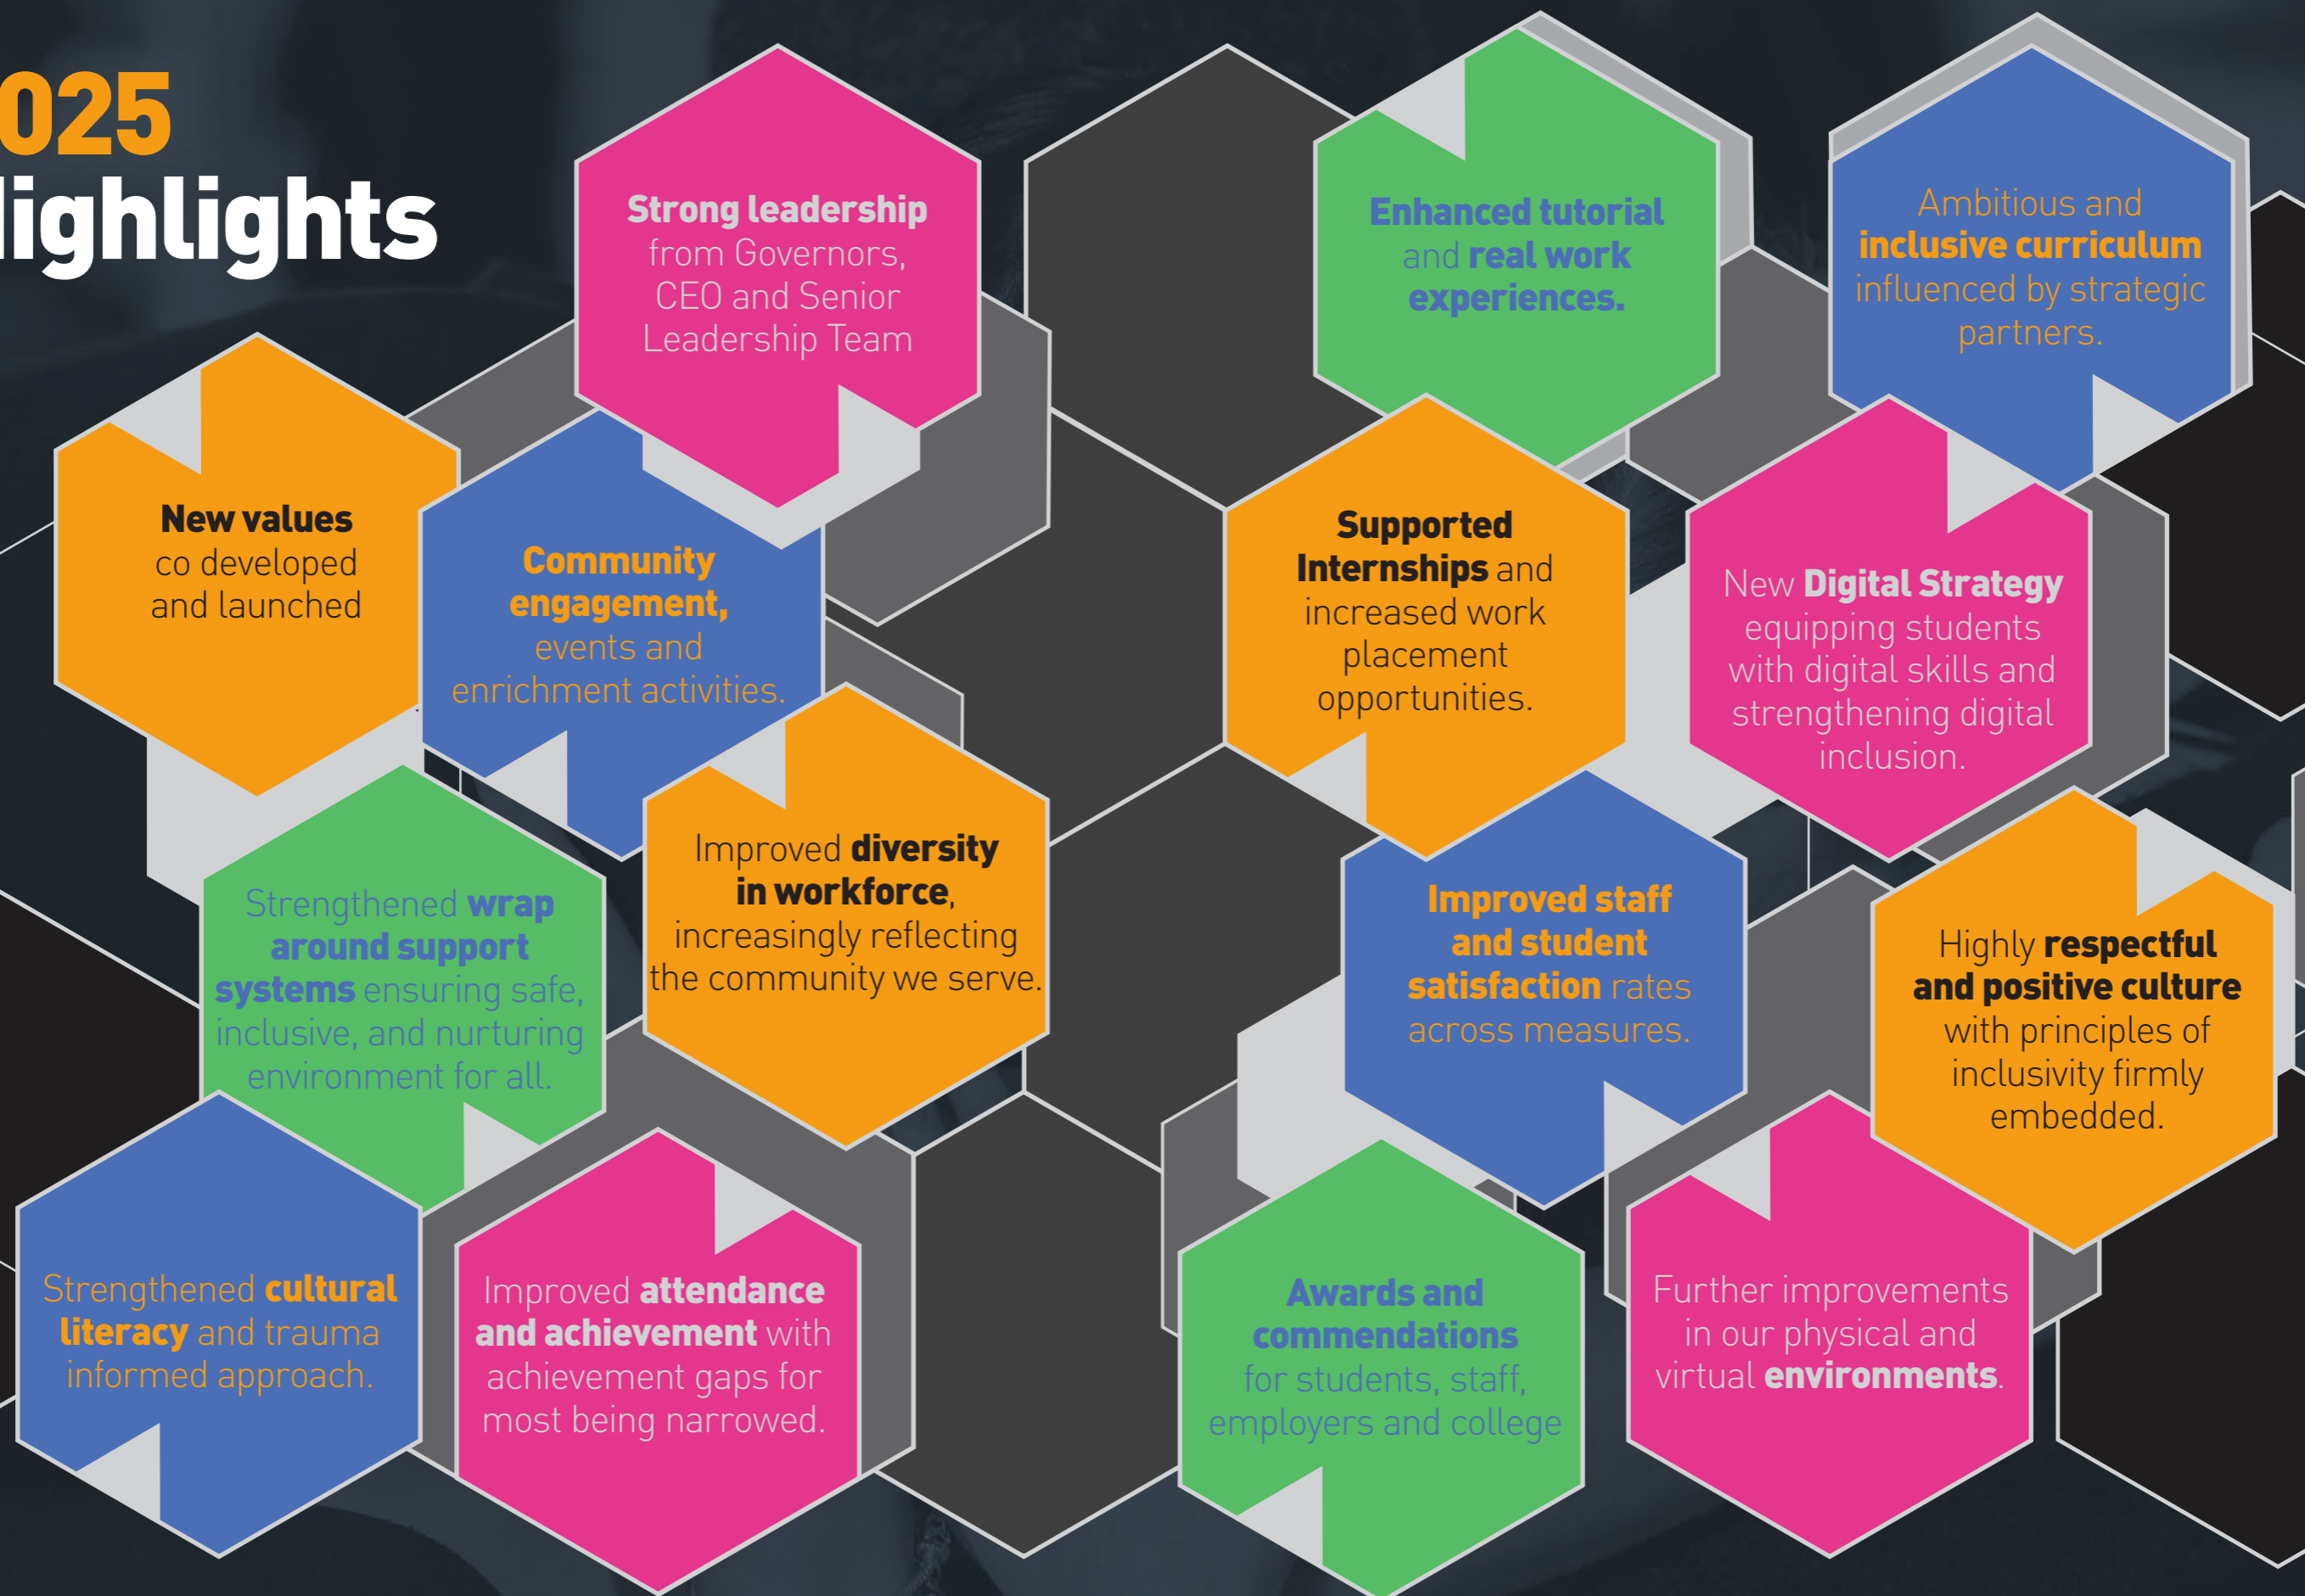 025
Highlights
Strong leadership
from Governors,
CEO and Senior
Leadership Team
Enhanced tutorial
and real work
experiences.
Ambitious and
inclusive curriculum
influenced by strategic
partners.
New values
co developed
and launched
Community
engagement,
events and
enrichment activities.
Supported
Internships and
increased work
placement
opportunities.
New Digital Strategy
equipping students
with digital skills and
strengthening digital
inclusion.
Strengthened wrap
around support
systems ensuring safe,
inclusive, and nurturing
environment for all.
Improved diversity
in workforce,
increasingly reflecting
the community we serve.
Improved staff
and student
satisfaction rates
across measures.
Highly respectful
and positive culture
with principles of
inclusivity firmly
embedded.
Strengthened cultural
literacy and trauma
informed approach.
Improved attendance
and achievement with
achievement gaps for
most being narrowed.
Awards and
commendations
for students, staff,
employers and college
Further improvements
in our physical and
virtual environments.